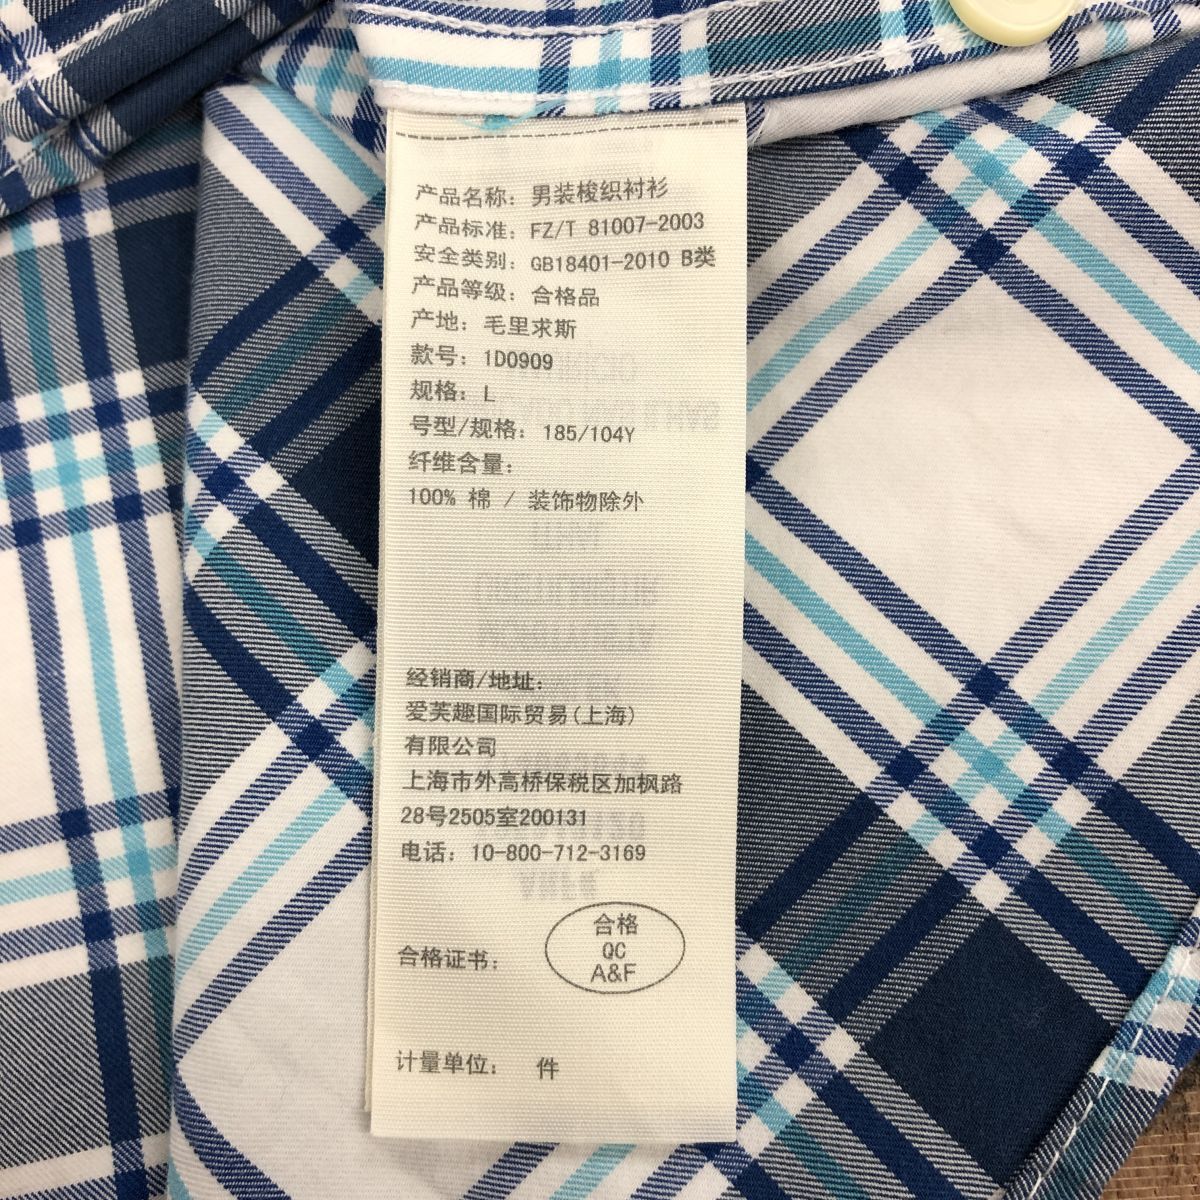 产品名称: 男装梭织衬衫
产品标准: FZ/T 81007-2003
安全类别: GB18401-2010 B类
产品等级: 合格品
产地: 毛里求斯
款号: 1D0909
规格: L
号型/规格: 185/104Y
纤维含量:
100% 棉 / 装饰物除外
经销商/地址:
爱芙趣国际贸易(上海)
有限公司
上海市外高桥保税区加枫路
28号2505室200131
电话: 10-800-712-3169
合格证书:
合格
QC
A&F
计量单位: 件